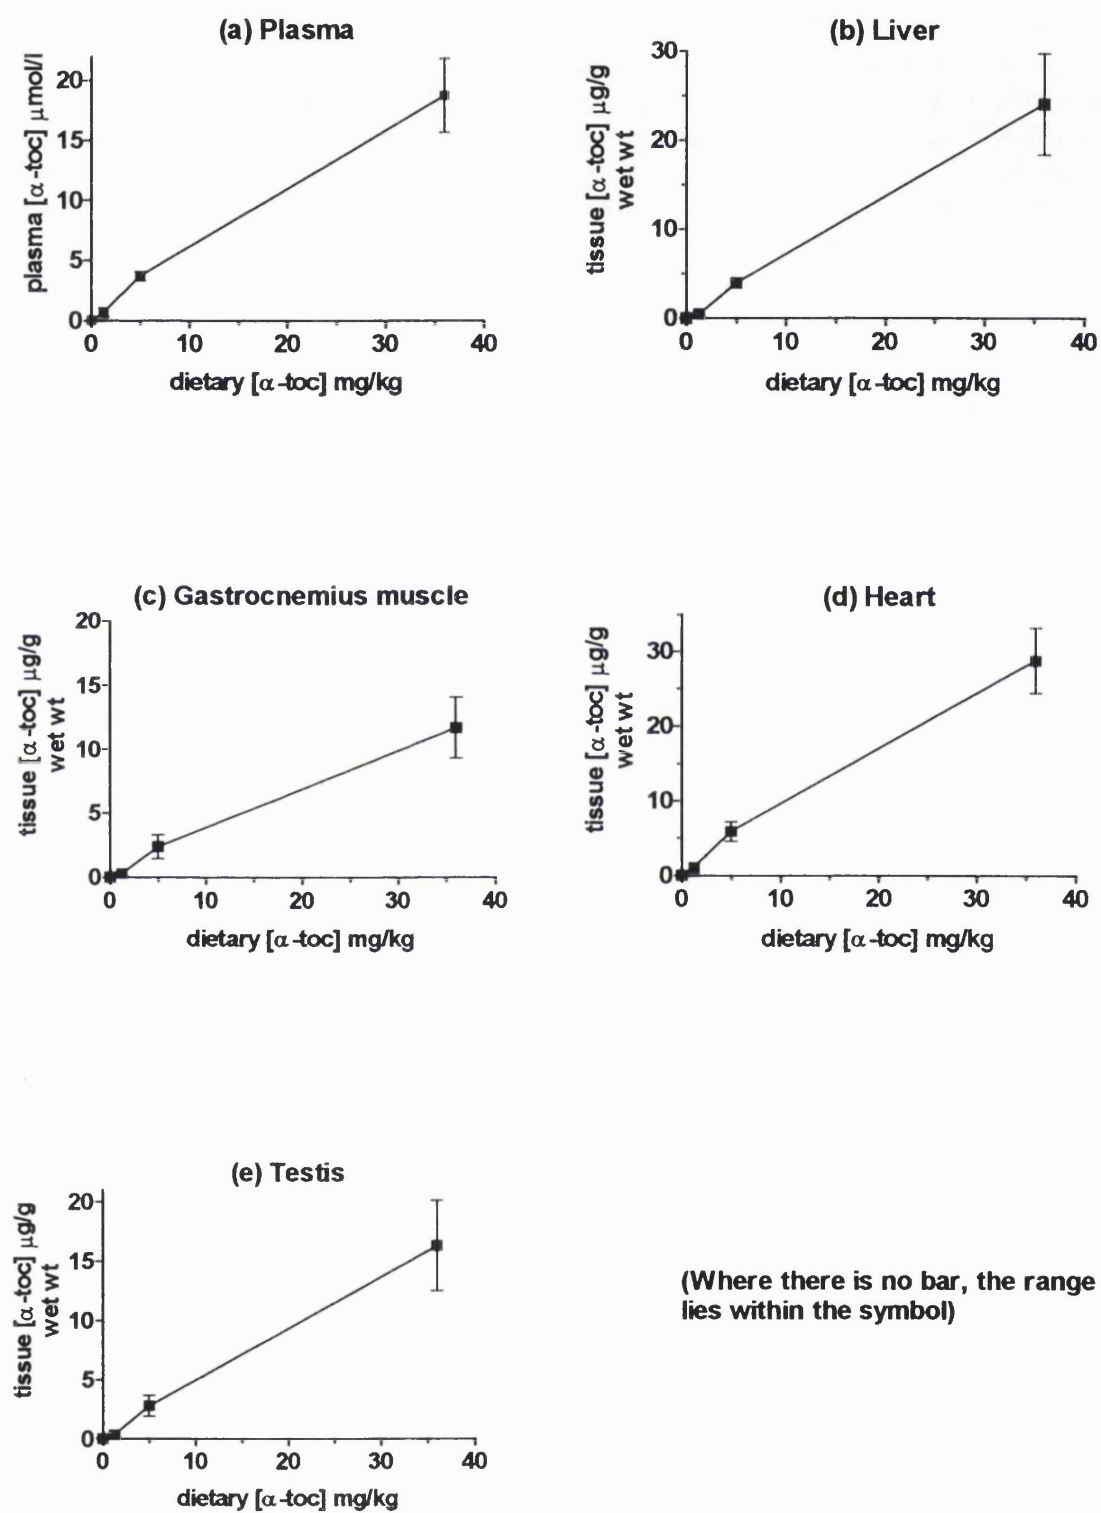 (a) Plasma
plasma [α-toc] μmol/l
20
15
10
5
0
0 10 20 30 40
dietary [α-toc] mg/kg
(b) Liver
tissue [α-toc] μg/g
wet wt
30
20
10
0
0 10 20 30 40
dietary [α-toc] mg/kg
(c) Gastrocnemius muscle
tissue [α-toc] μg/g
wet wt
20
15
10
5
0
0 10 20 30 40
dietary [α-toc] mg/kg
(d) Heart
tissue [α-toc] μg/g
wet wt
30
20
10
0
0 10 20 30 40
dietary [α-toc] mg/kg
(e) Testis
tissue [α-toc] μg/g
wet wt
20
15
10
5
0
0 10 20 30 40
dietary [α-toc] mg/kg
(Where there is no bar, the range
lies within the symbol)